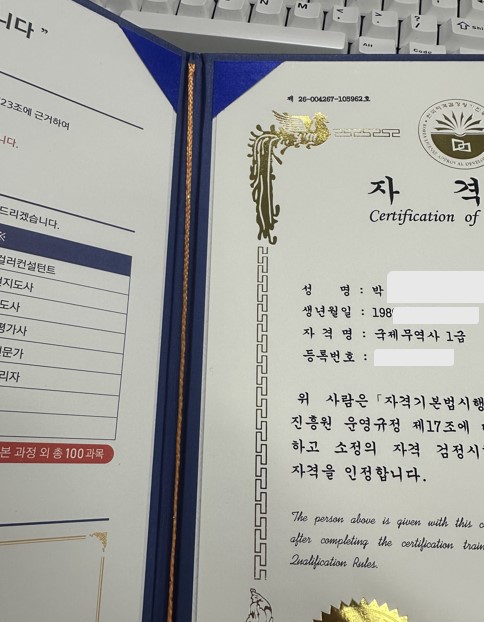 니다”
23조에 근거하여
니다.
드리겠습니다.
컬러컨설턴트
지도사
도사
평가사
문가
리자
본 과정 외 총 100과목
제 26-004267-105962호
자 격
Certification of
성 명 : 박
생년월일 : 198
자 격 명 : 국제무역사 1급
등록번호 :
위 사람은 「자격기본법시행
진흥원 운영규정 제17조에
하고 소정의 자격 검정시
자격을 인정합니다.
The person above is given with this c
after completing the certification train
Qualification Rules.
Alt
Shift